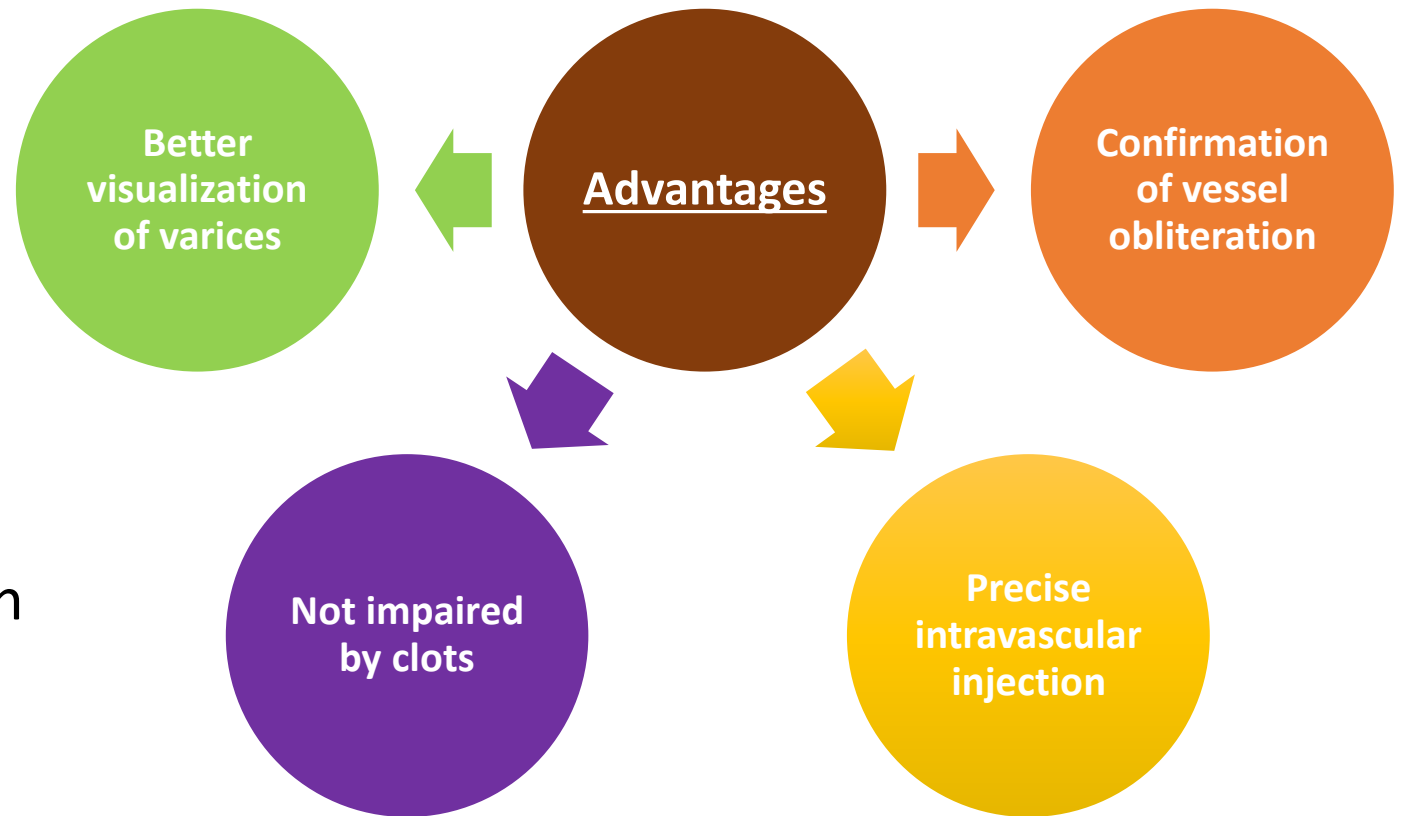 Better
visualization
of varices
Advantages
Confirmation
of vessel
obliteration
Not impaired
by clots
Precise
intravascular
injection